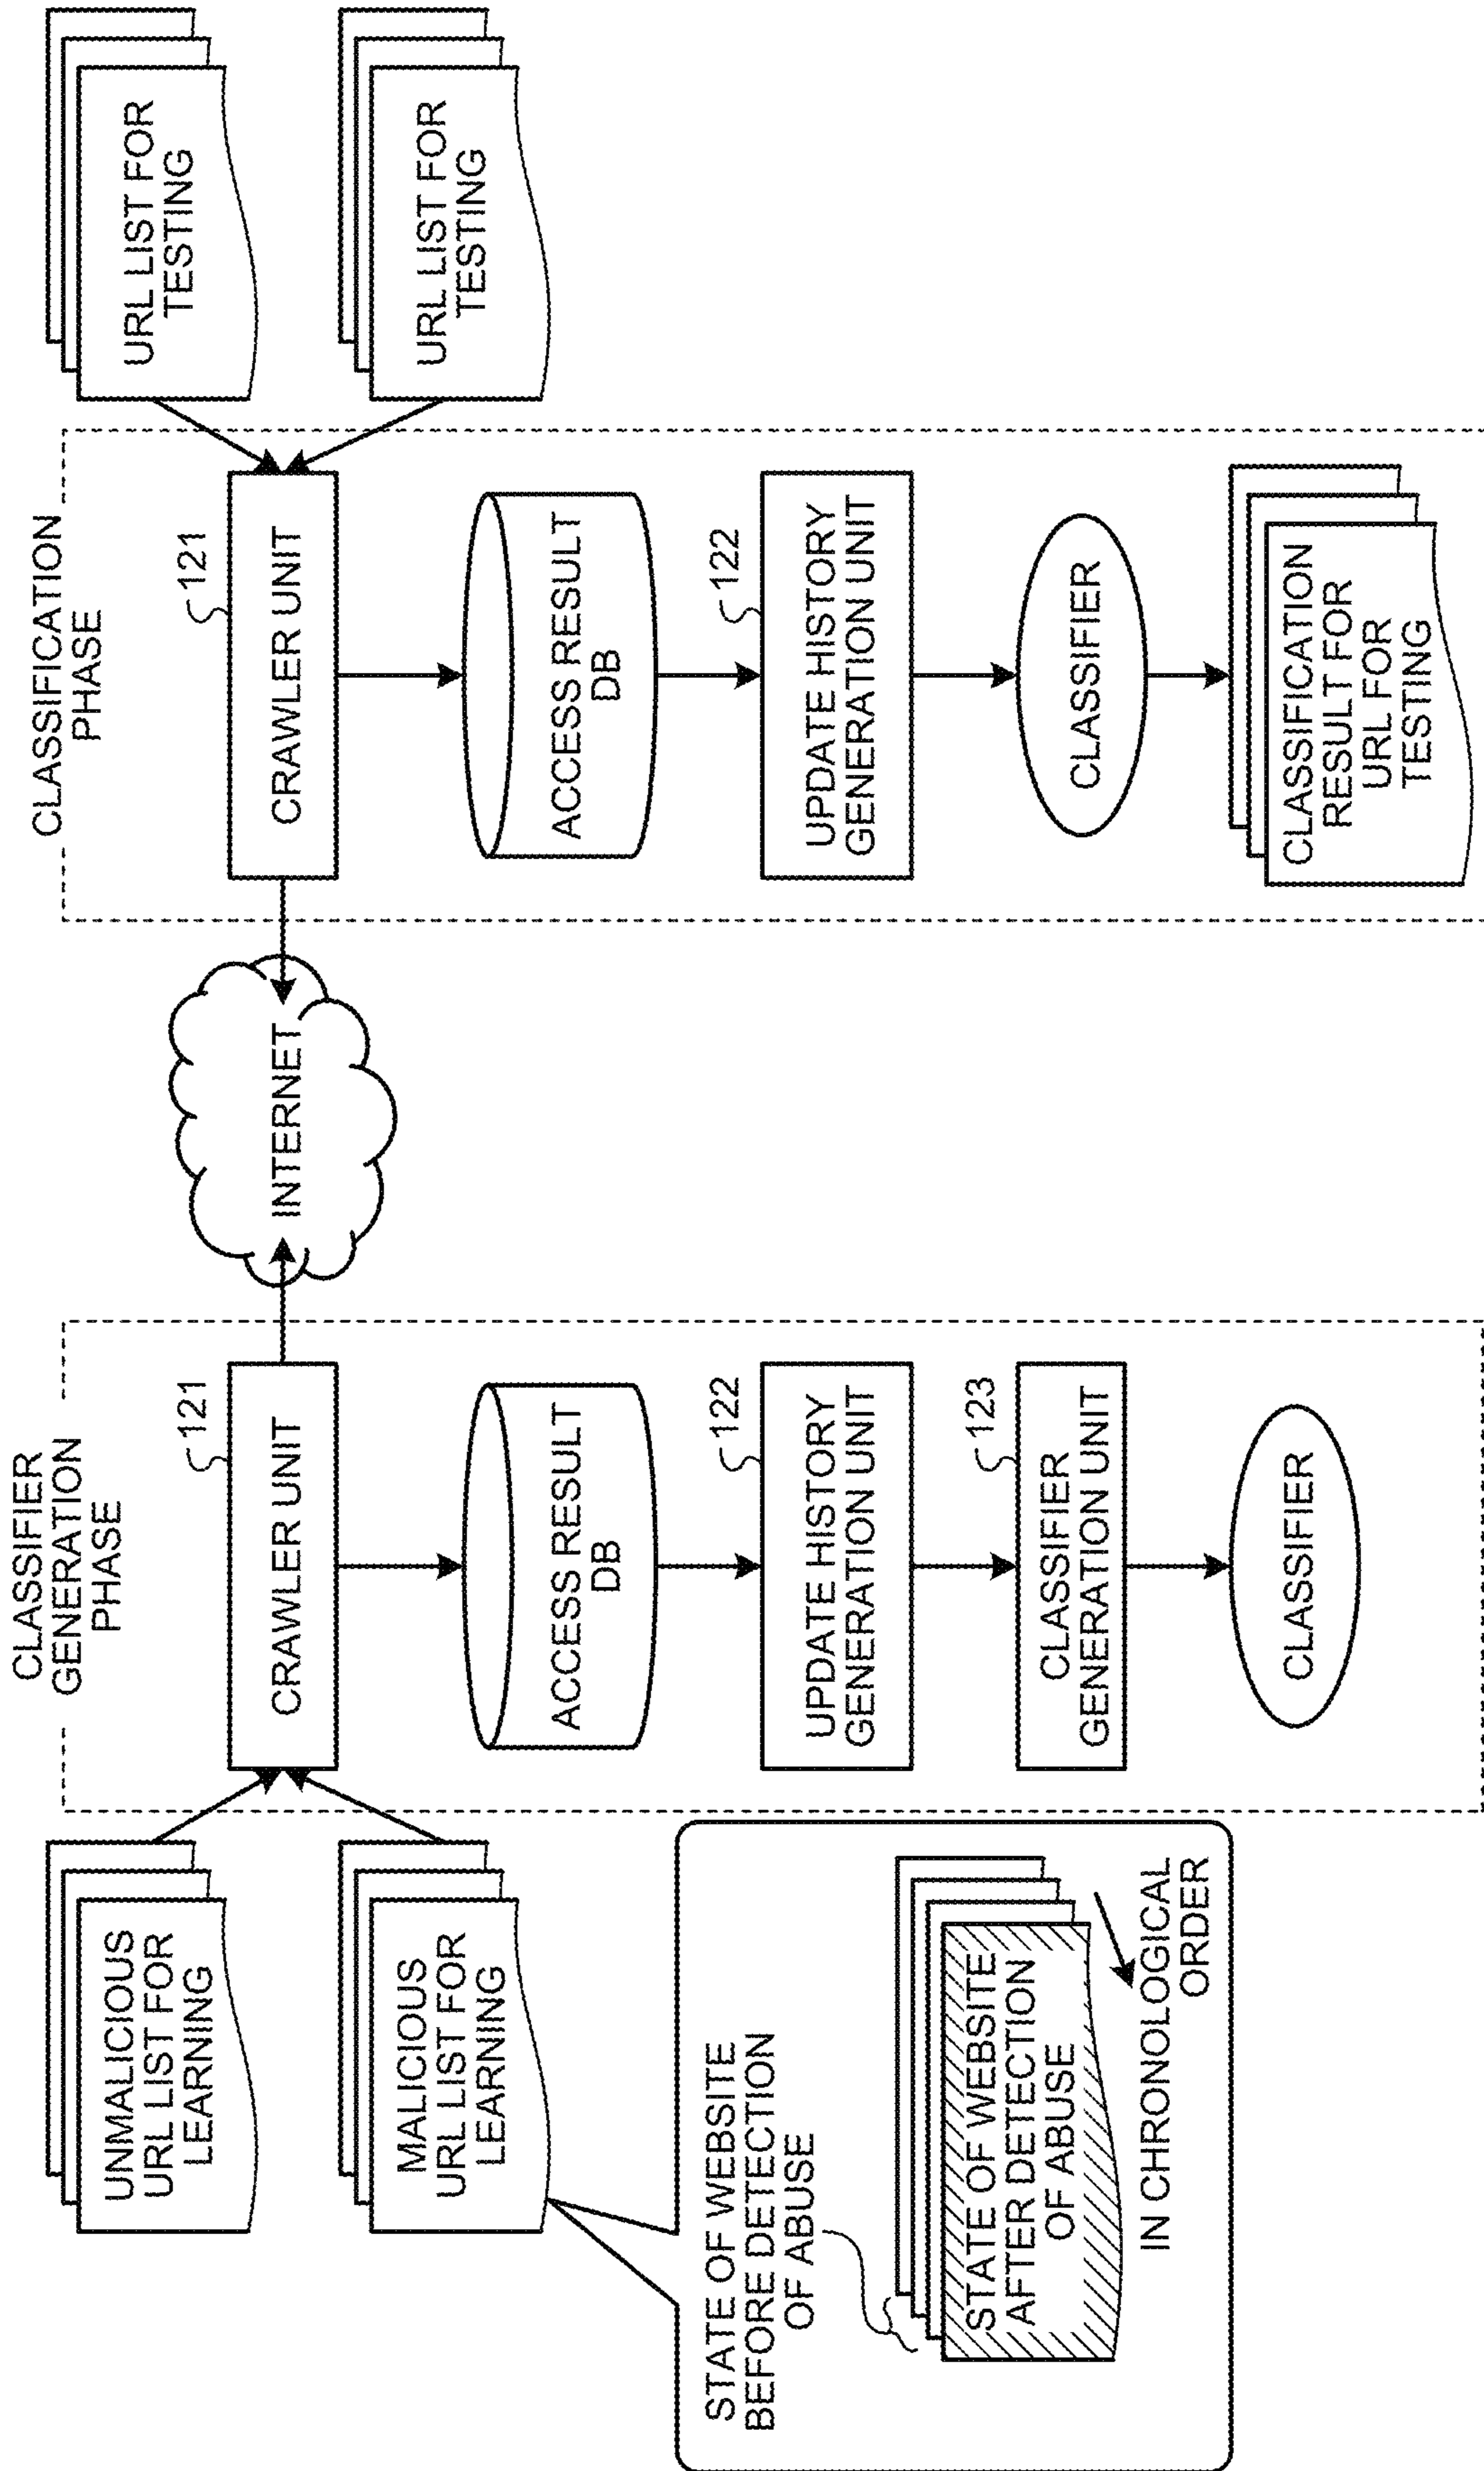 CLASSIFIER
GENERATION
PHASE
UNMALICIOUS
URL LIST FOR
LEARNING
MALICIOUS
URL LIST FOR
LEARNING
121
CRAWLER UNIT
ACCESS RESULT
DB
122
UPDATE HISTORY
GENERATION UNIT
123
CLASSIFIER
GENERATION UNIT
CLASSIFIER
STATE OF WEBSITE
BEFORE DETECTION
OF ABUSE
STATE OF WEBSITE
AFTER DETECTION
OF ABUSE
IN CHRONOLOGICAL
ORDER
INTERNET
CLASSIFICATION
PHASE
121
CRAWLER UNIT
ACCESS RESULT
DB
122
UPDATE HISTORY
GENERATION UNIT
CLASSIFIER
CLASSIFICATION
RESULT FOR
URL FOR
TESTING
URL LIST FOR
TESTING
URL LIST FOR
TESTING